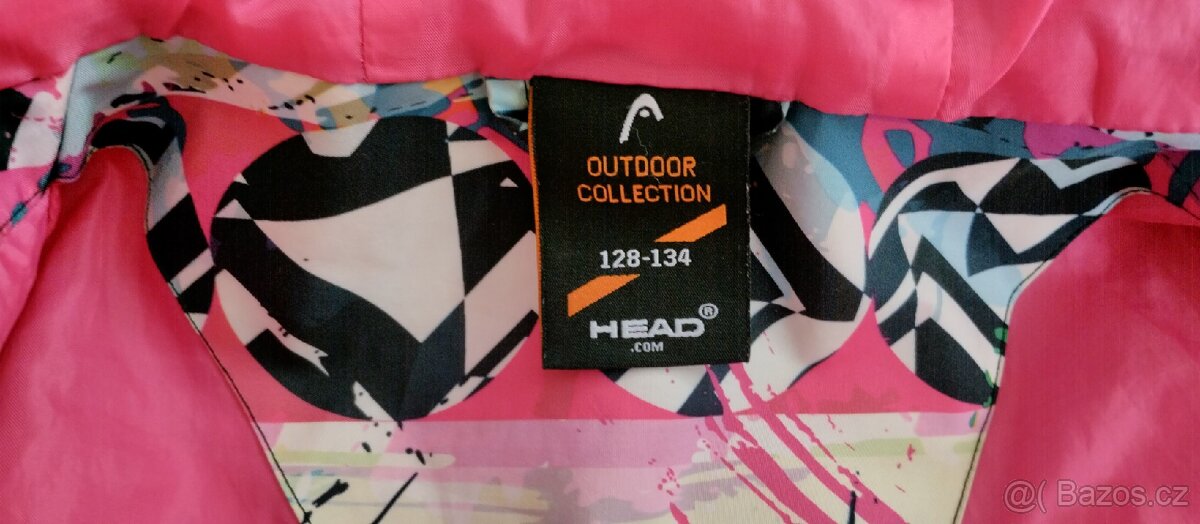 OUTDOOR
COLLECTION
128-134
HEAD®
.COM
@( Bazos.cz